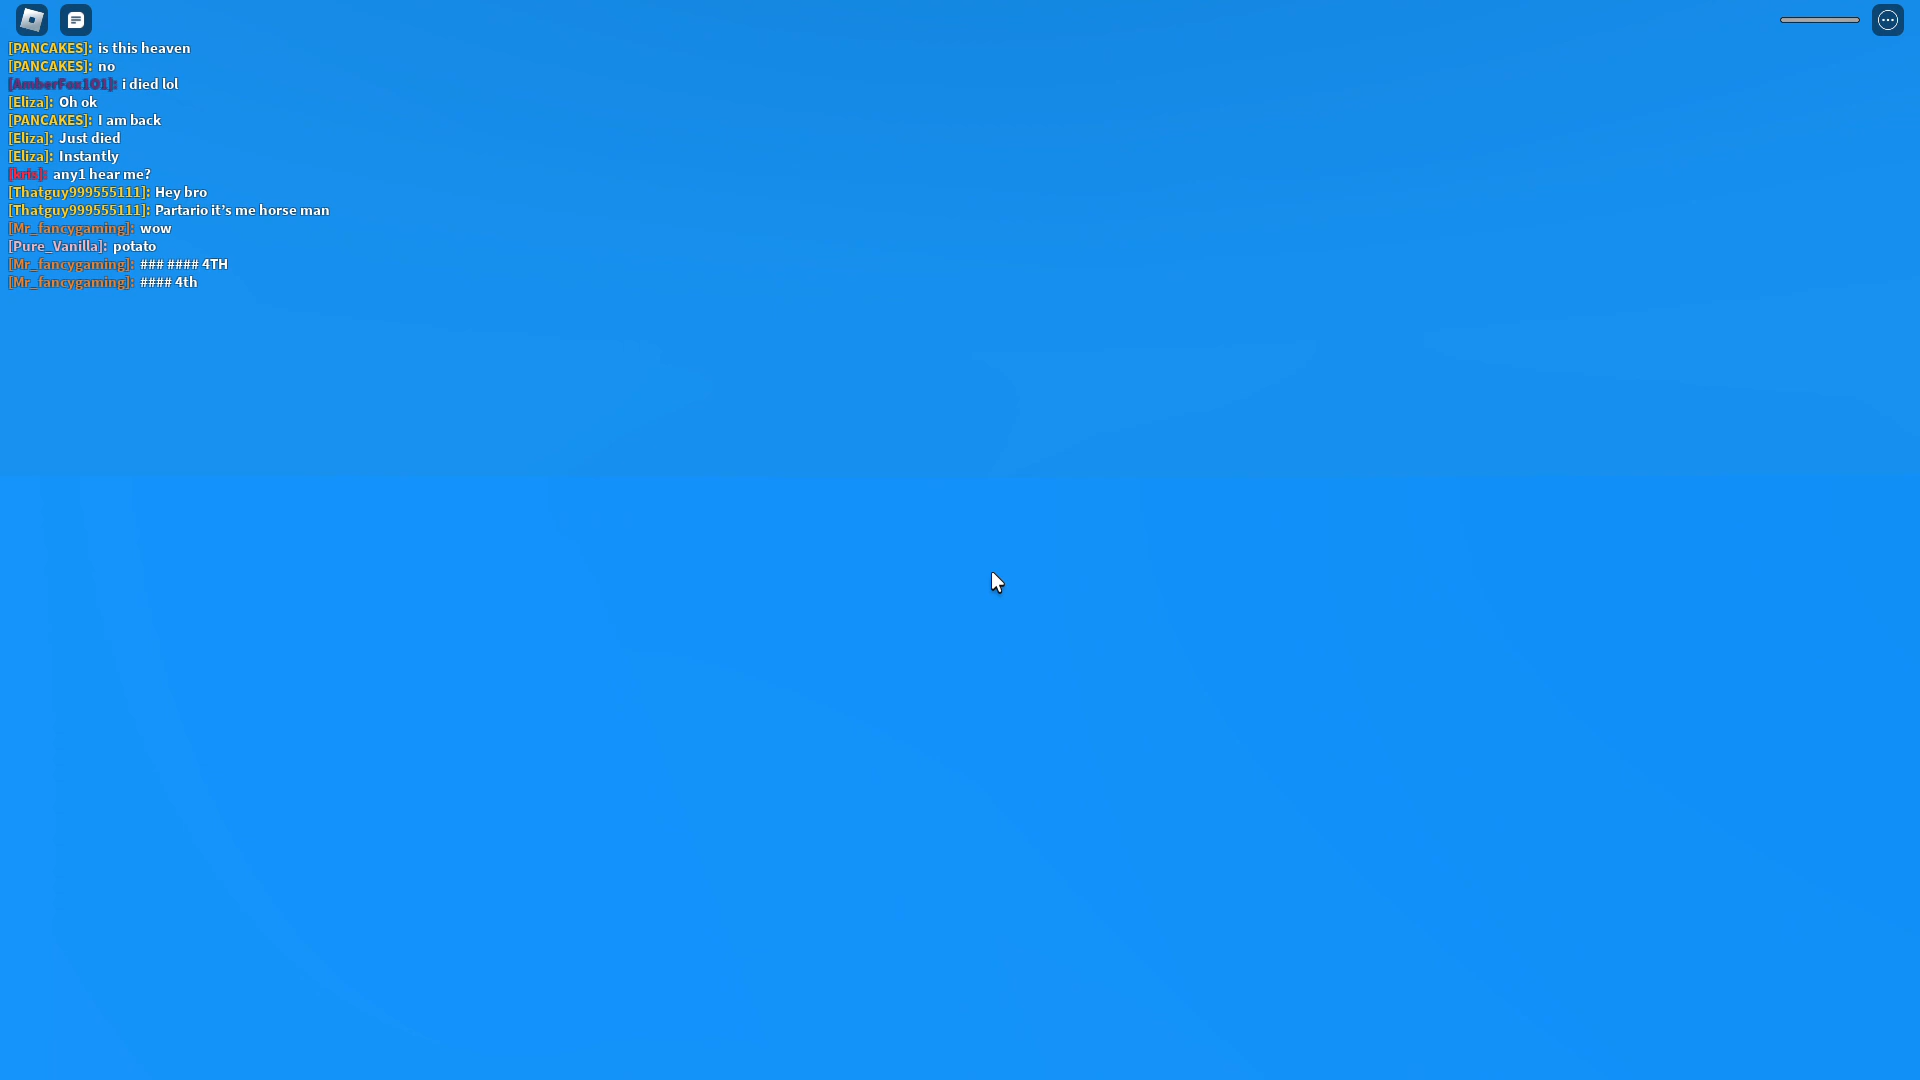 [PANCAKES]: is this heaven
[PANCAKES]: no
[AmberFox101]: i died lol
[Eliza]: Oh ok
[PANCAKES]: I am back
[Eliza]: Just died
[Eliza]: Instantly
[kris]: any1 hear me?
[Thatguy999555111]: Hey bro
[Thatguy999555111]: Partario it's me horse man
[Mr_fancygaming]: wow
[Pure_Vanilla]: potato
[Mr_fancygaming]: ### #### 4TH
[Mr_fancygaming]: #### 4th